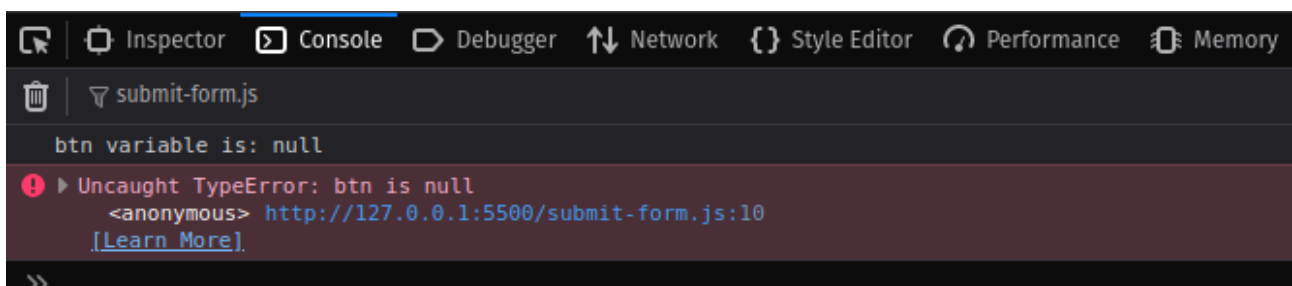 Inspector Console Debugger Network {} Style Editor Performance Memory
submit-form.js
btn variable is: null
Uncaught TypeError: btn is null
<anonymous> http://127.0.0.1:5500/submit-form.js:10
[Learn More]
»